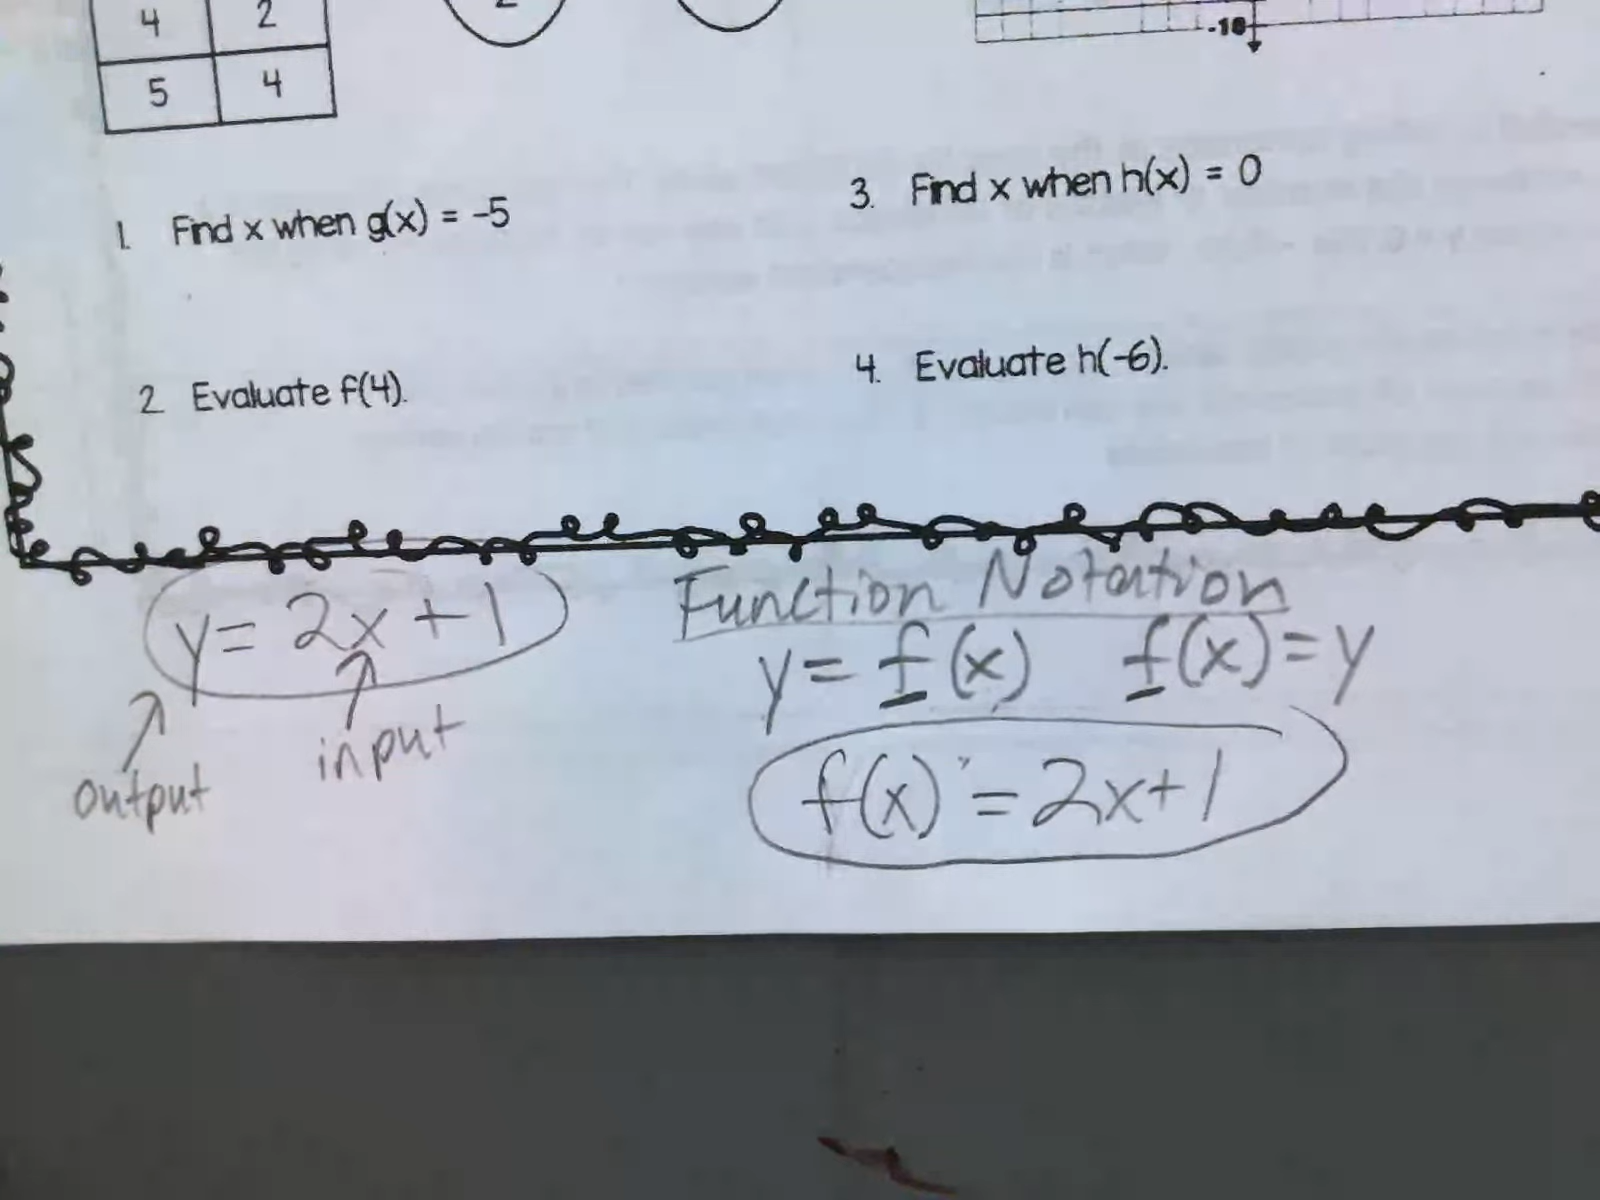 4 2
5 4
-10
1. Find x when g(x) = -5
3. Find x when h(x) = 0
2. Evaluate f(4).
4. Evaluate h(-6).
y = 2x + 1
output
input
Function Notation
y = f(x) f(x) = y
f(x) = 2x+1